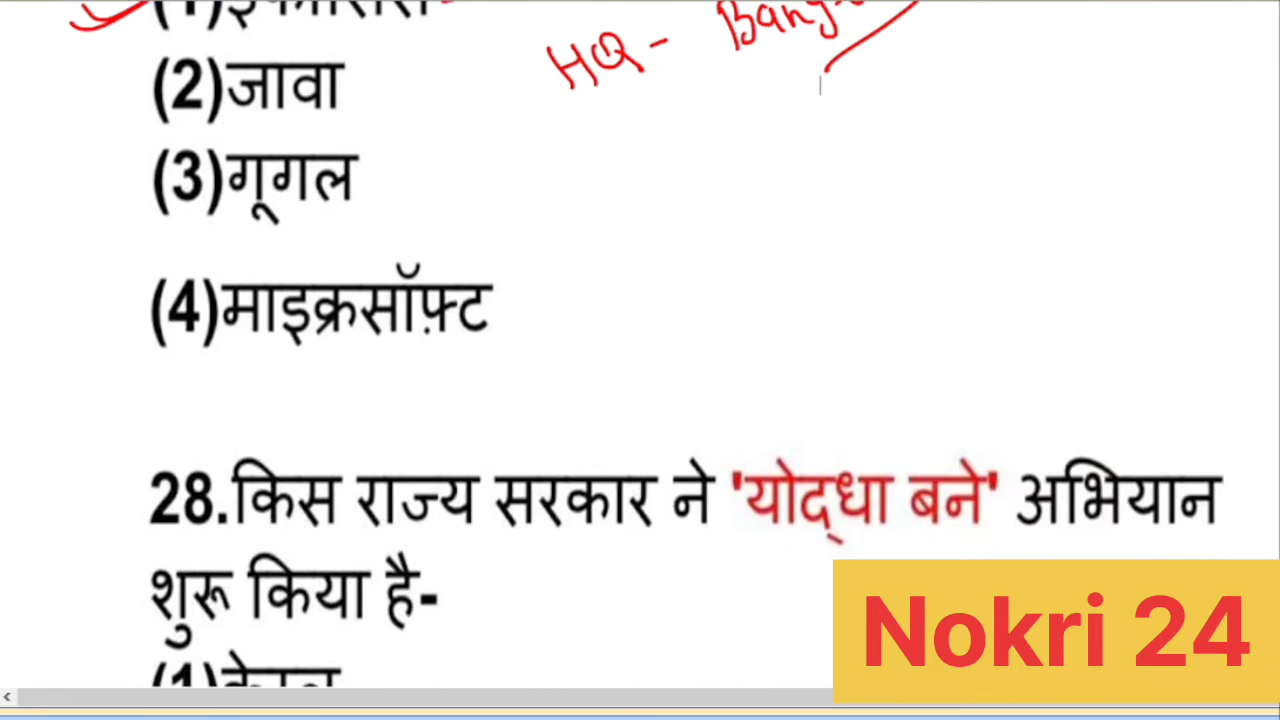 HQ -
(2)जावा
(3)गूगल
(4)माइक्रसॉफ़्ट
28.किस राज्य सरकार ने 'योद्धा बने' अभियान
शुरू किया है-
Nokri 24